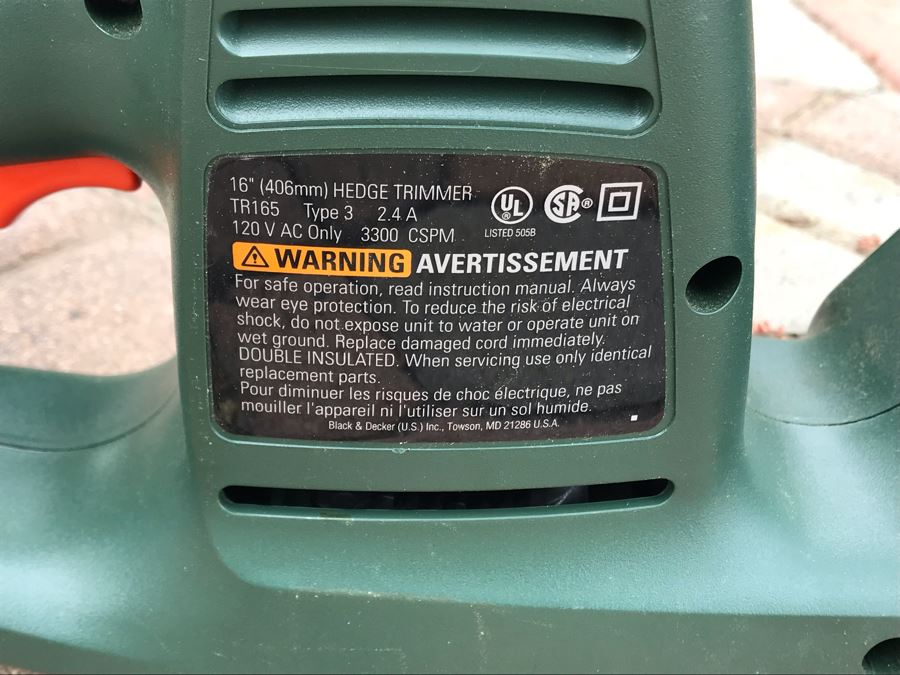 16" (406mm) HEDGE TRIMMER
TR165 Type 3 2.4 A
120 V AC Only 3300 CSPM
UL
®
SA ®
LISTED 505B
WARNING AVERTISSEMENT
For safe operation, read instruction manual. Always
wear eye protection. To reduce the risk of electrical
shock, do not expose unit to water or operate unit on
wet ground. Replace damaged cord immediately.
DOUBLE INSULATED. When servicing use only identical
replacement parts.
Pour diminuer les risques de choc électrique, ne pas
mouiller l'appareil ni l'utiliser sur un sol humide.
Black & Decker (U.S.) Inc., Towson, MD 21286 U.S.A.